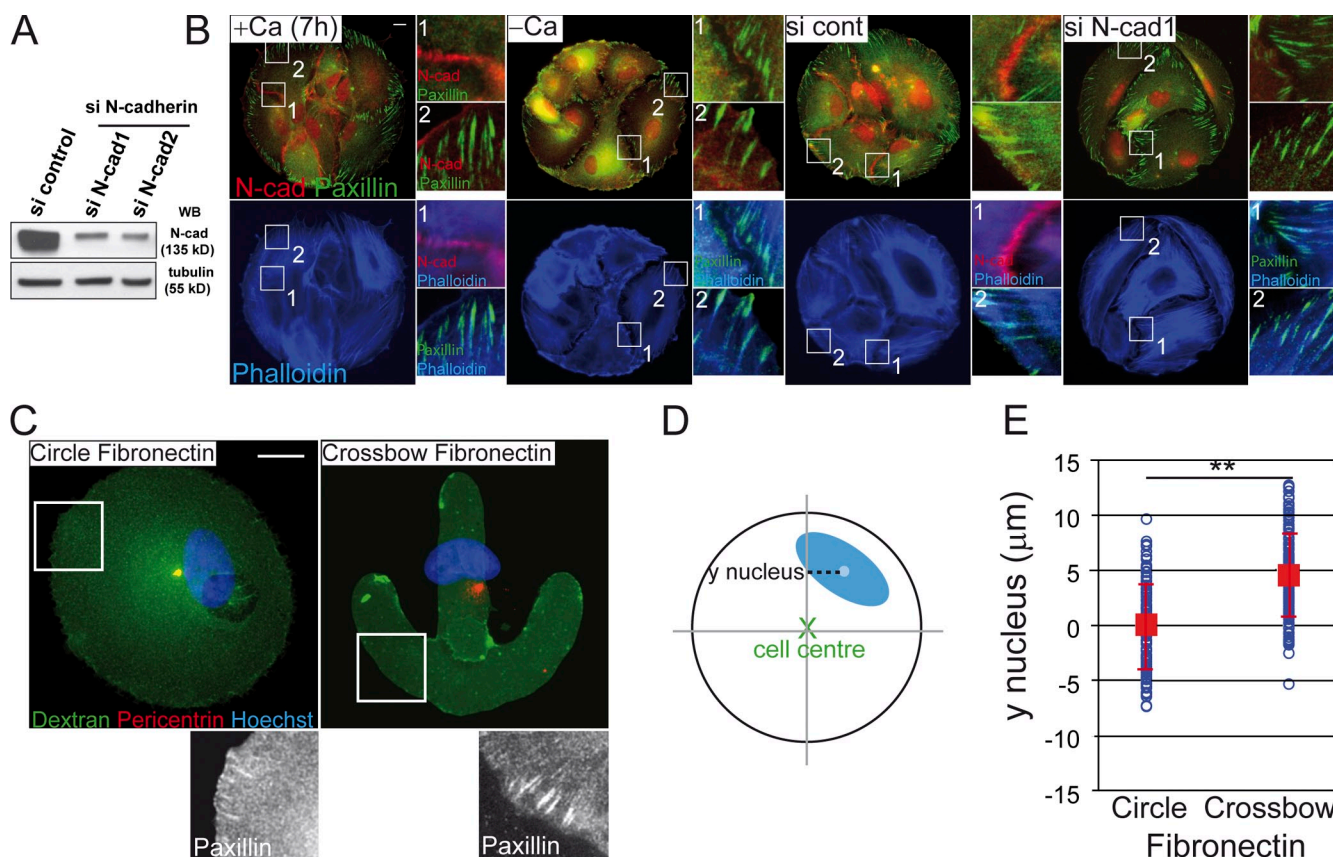 A
si N-cadherin
si control
si N-cad1
si N-cad2
WB
N-cad
(135 kD)
tubulin
(55 kD)
B
+Ca (7h)
2
1
N-cad Paxillin
1
N-cad
Paxillin
2
N-cad
Paxillin
2
1
Phalloidin
1
N-cad
Phalloidin
Paxillin
Phalloidin
–Ca
2
1
1
2
2
1
Paxillin
Phalloidin
2
si cont
2
1
2
1
1
N-cad
Phalloidin
2
si N-cad1
2
1
1
2
2
1
1
Paxillin
Phalloidin
2
C
Circle Fibronectin
Crossbow Fibronectin
Dextran Pericentrin Hoechst
Paxillin
Paxillin
D
y nucleus
X
cell centre
E
y nucleus (μm)
15
10
5
0
-5
-10
-15
**
Circle Crossbow
Fibronectin